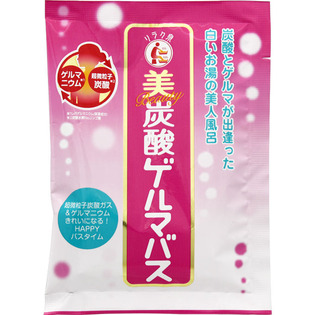 リラク泉
美炭酸ゲルマバス
Beauty
炭酸とゲルマが出逢った
白いお湯の美人風呂
ゲルマ
ニウム
超微粒子
炭酸
超微粒子炭酸ガス
&ゲルマニウム
きれいになる!
HAPPY
バスタイム